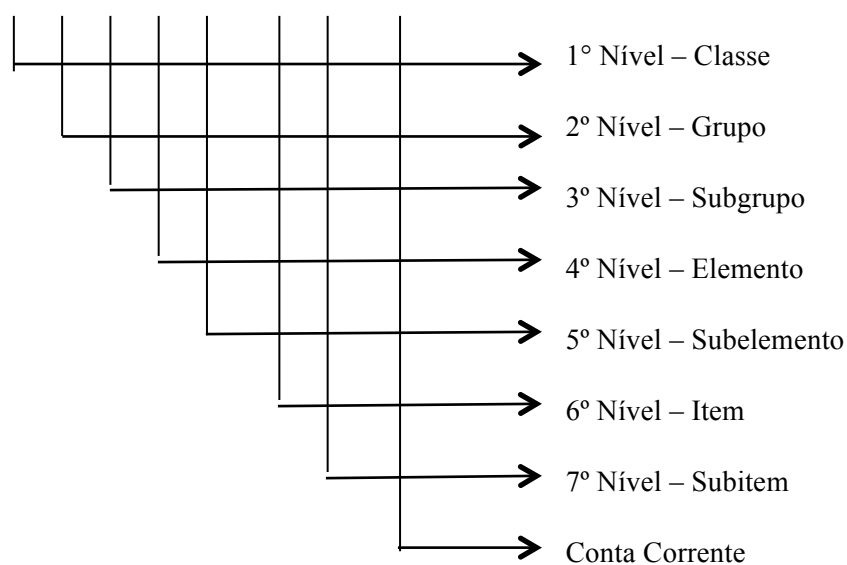 1° Nível – Classe
2º Nível – Grupo
3º Nível – Subgrupo
4º Nível – Elemento
5º Nível – Subelemento
6º Nível – Item
7º Nível – Subitem
Conta Corrente